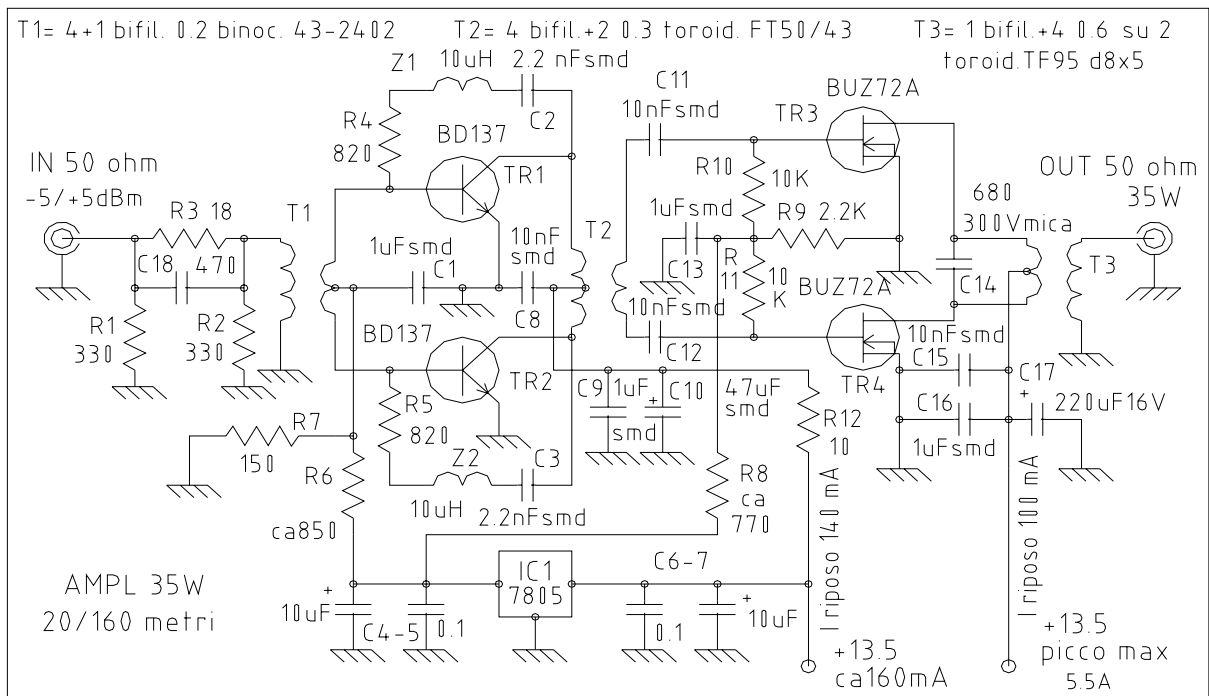 T1= 4+1 bifil. 0.2 binoc. 43-2402
T2= 4 bifil.+2 0.3 toroid. FT50/43
T3= 1 bifil.+4 0.6 su 2
toroid.TF95 d8x5
Z1
10uH
2.2 nFsmd
C2
R4
820
BD137
TR1
C11
10nFsmd
TR3
BUZ72A
IN 50 ohm
-5/+5dBm
R3 18
C18
470
T1
R1
330
R2
330
1uFsmd
C1
10nF
smd
C8
T2
R10
10K
1uFsmd
C13
R9 2.2K
R
11
10
K
680
300Vmica
C14
OUT 50 ohm
35W
T3
BUZ72A
10nFsmd
C12
TR4
10nFsmd
C15
C16
1uFsmd
C17
+
220uF16V
BD137
TR2
R5
820
Z2
10uH
C3
2.2nFsmd
C9
1uF
smd
+
C10
47uF
smd
R12
10
R7
150
R6
ca850
R8
ca
770
I riposo 140 mA
I riposo 100 mA
AMPL 35W
20/160 metri
+
10uF
C4-5
0.1
IC1
7805
C6-7
0.1
+
10uF
+13.5
ca160mA
+13.5
picco max
5.5A